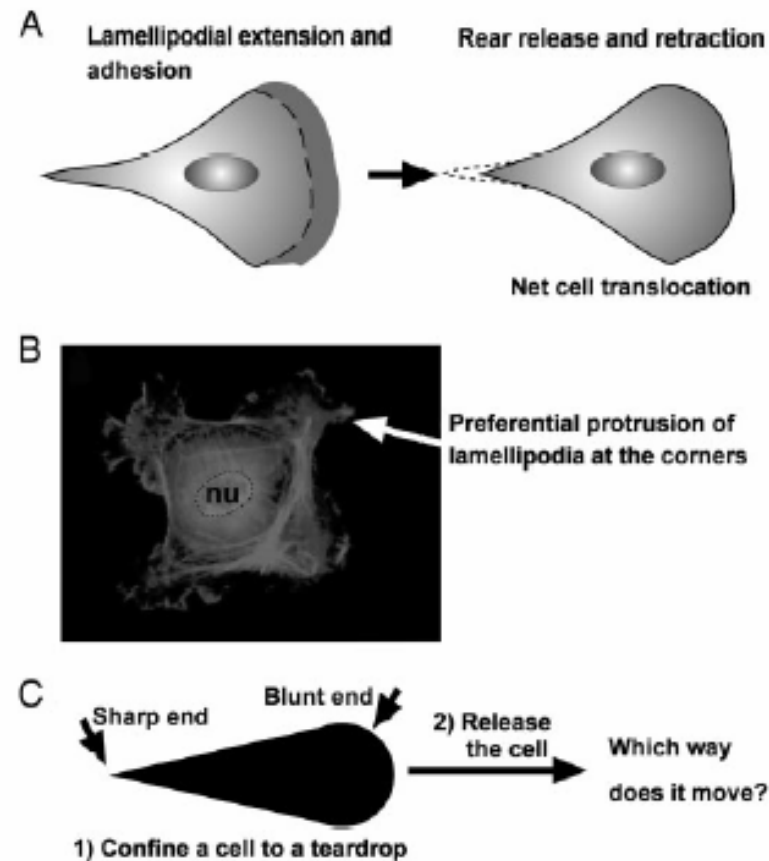 A
Lamellipodial extension and
adhesion
Rear release and retraction
Net cell translocation
B
nu
Preferential protrusion of
lamellipodia at the corners
C
Sharp end
Blunt end
2) Release
the cell
Which way
does it move?
1) Confine a cell to a teardrop